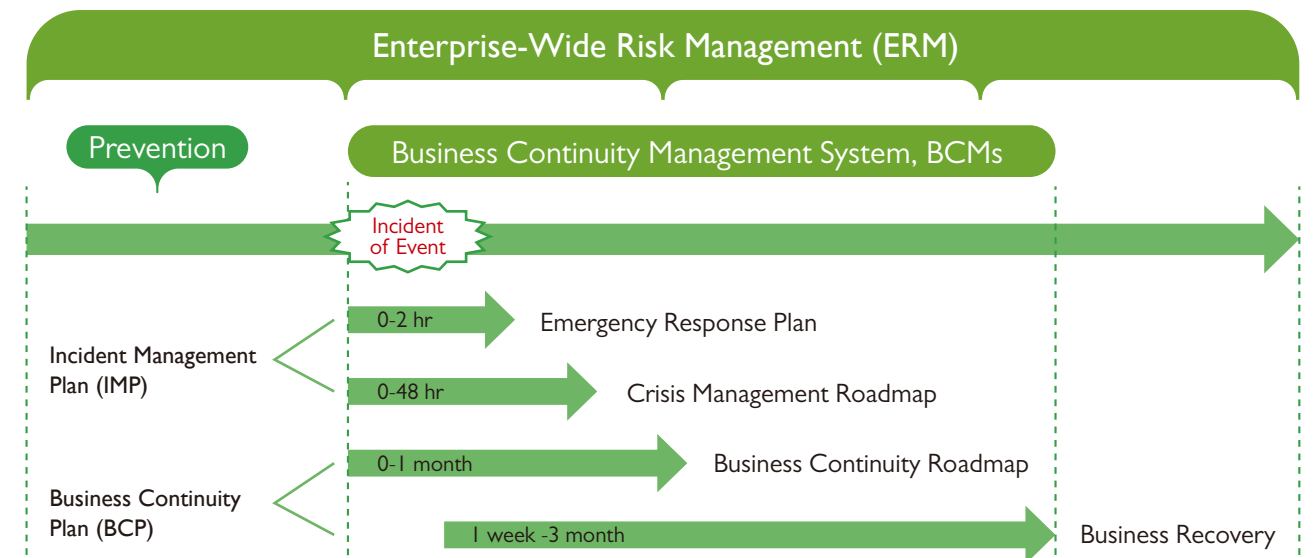 Enterprise-Wide Risk Management (ERM)
Prevention
Business Continuity Management System, BCMs
Incident
of Event
0-2 hr
Emergency Response Plan
Incident Management
Plan (IMP)
0-48 hr
Crisis Management Roadmap
0-1 month
Business Continuity Roadmap
Business Continuity
Plan (BCP)
1 week -3 month
Business Recovery